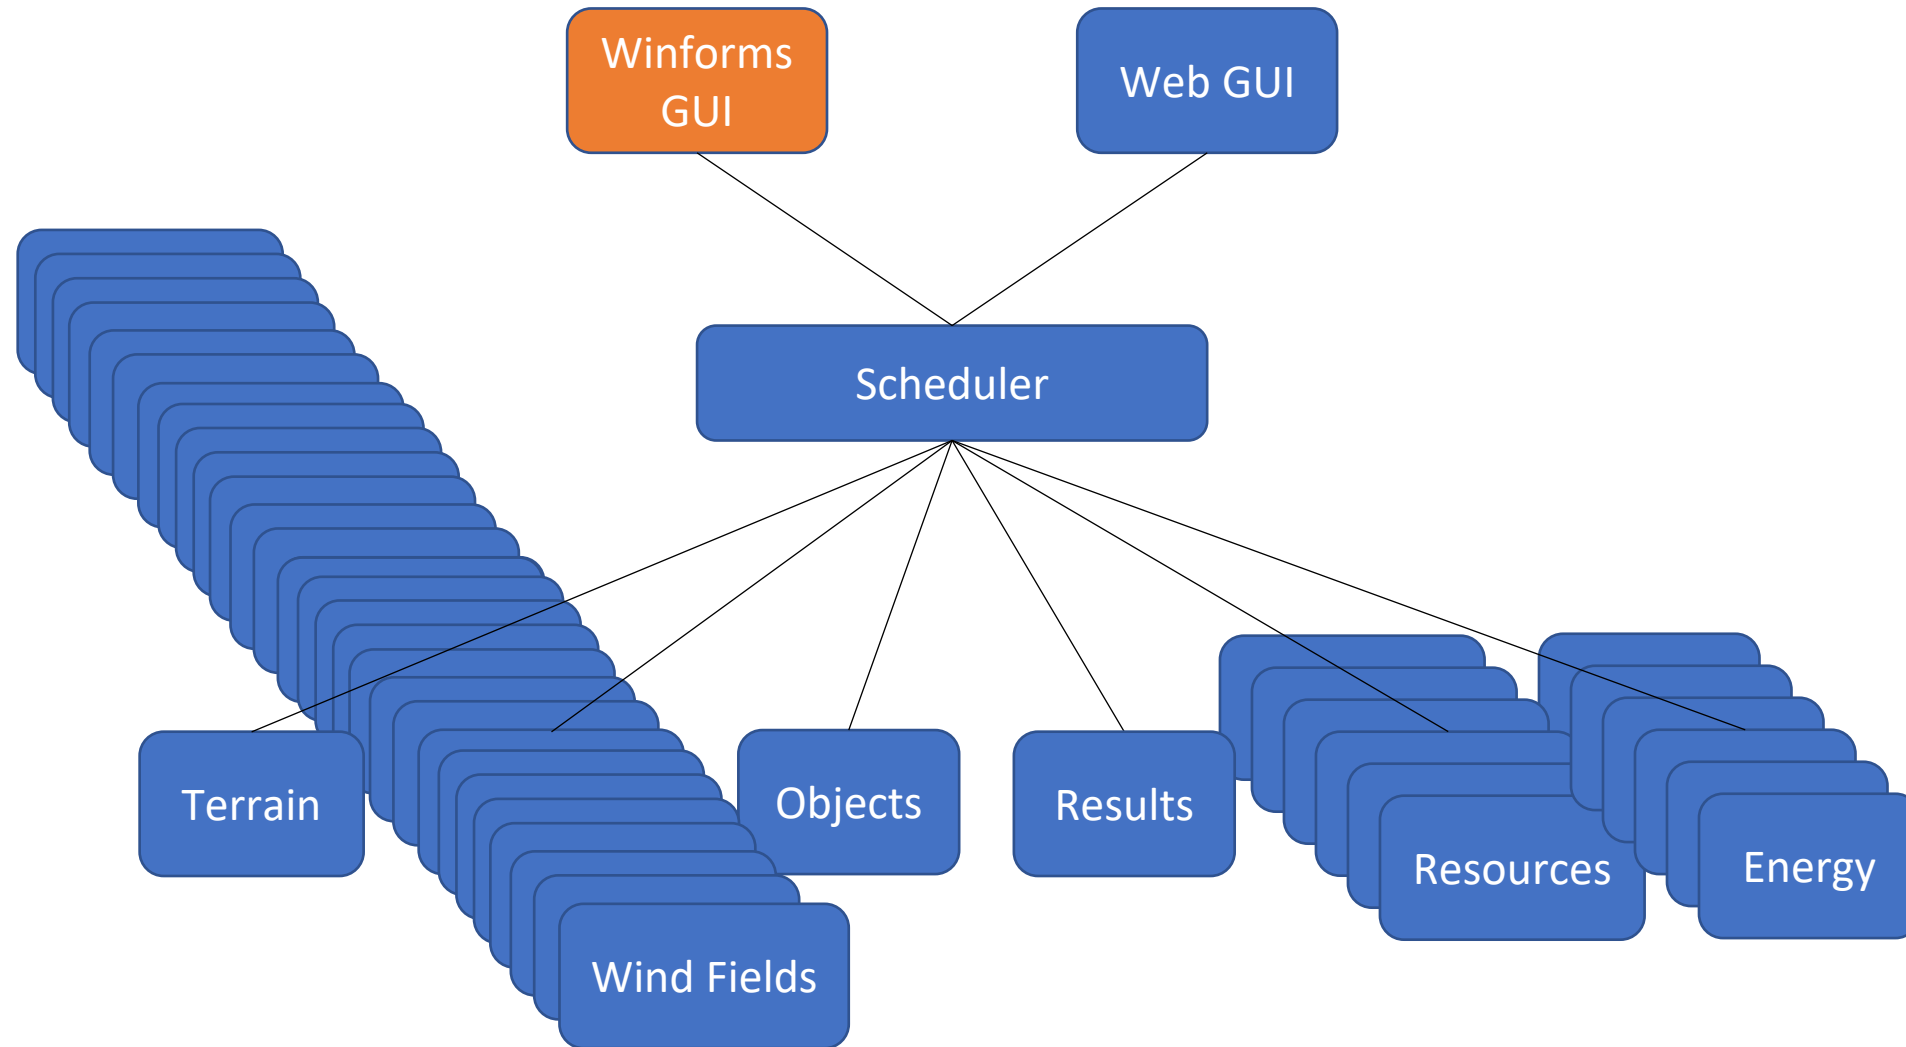 Winforms
GUI
Web GUI
Scheduler
Terrain
Objects
Results
Resources
Energy
Wind Fields